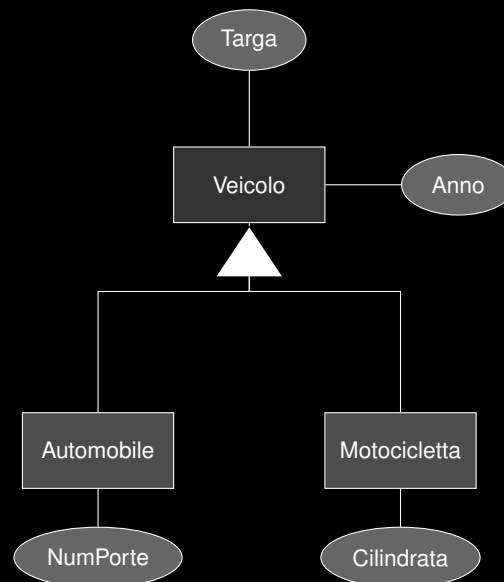 Targa
Veicolo
Anno
Automobile
Motocicletta
NumPorte
Cilindrata